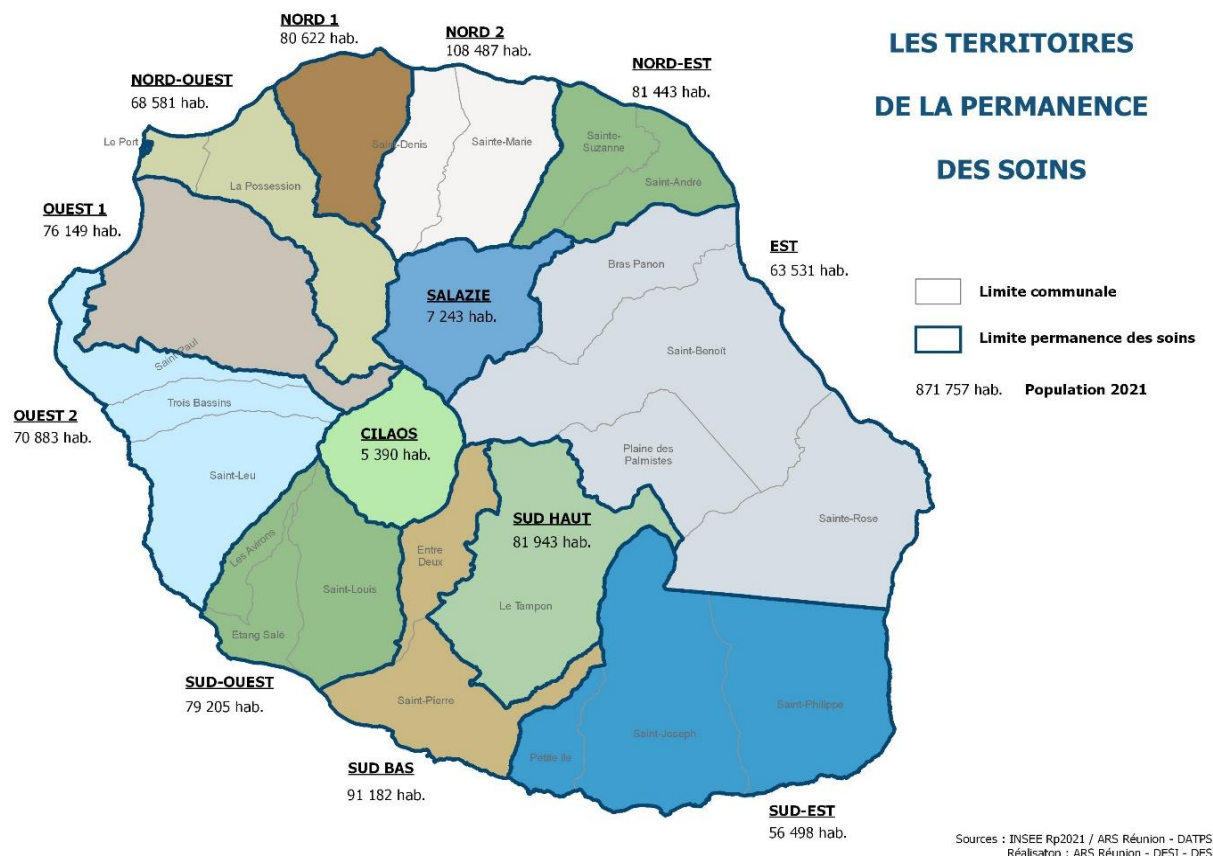 LES TERRITOIRES
DE LA PERMANENCE
DES SOINS
NORD 1
80 622 hab.
NORD 2
108 487 hab.
NORD-EST
81 443 hab.
NORD-OUEST
68 581 hab.
Le Port
La Possession
Saint-Denis
Sainte-Marie
Sainte-
Suzanne
Saint-André
OUEST 1
76 149 hab.
EST
63 531 hab.
Bras Panon
SALAZIE
7 243 hab.
Saint-Benoît
Limite communale
Limite permanence des soins
871 757 hab. Population 2021
Saint-Paul
Trois Bassins
OUEST 2
70 883 hab.
CILAOS
5 390 hab.
Plaine des
Palmistes
Saint-Leu
Sainte-Rose
SUD HAUT
81 943 hab.
Les Avirons
Entre
Deux
Saint-Louis
Le Tampon
Etang Salé
SUD-OUEST
79 205 hab.
Saint-Pierre
Saint-Philippe
Saint-Joseph
Petite Ile
SUD BAS
91 182 hab.
SUD-EST
56 498 hab.
Sources : INSEE Rp2021 / ARS Réunion - DATPS
Réalisaton : ARS Réunion - DESI - DES